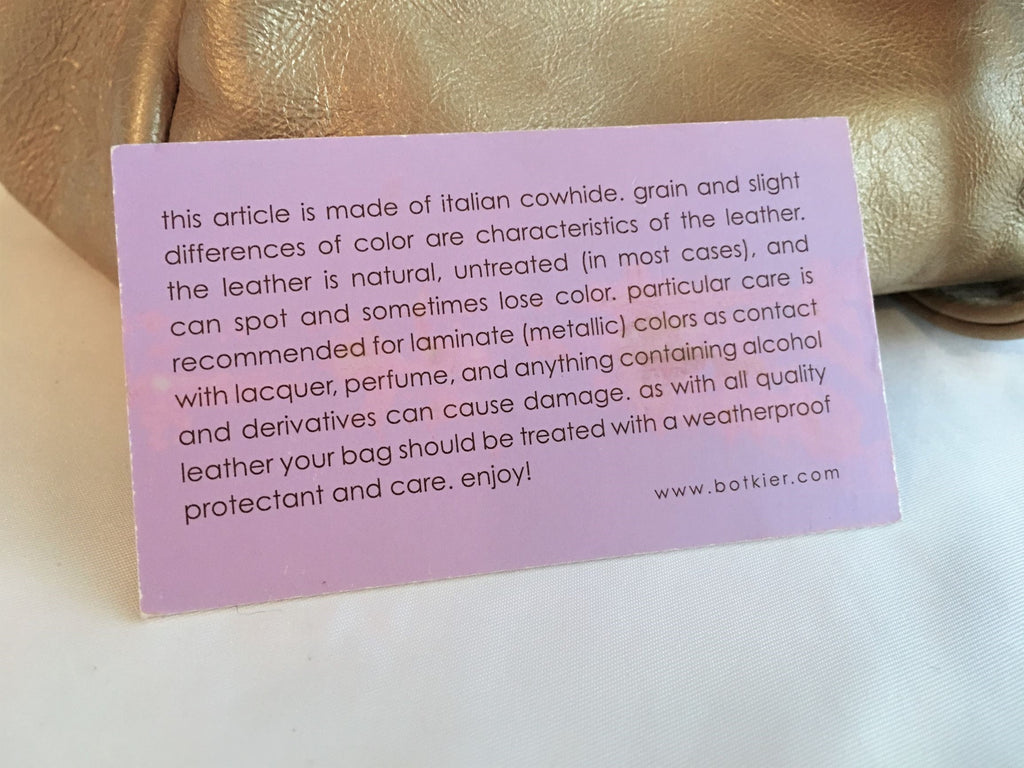 this article is made of italian cowhide. grain and slight
differences of color are characteristics of the leather.
the leather is natural, untreated (in most cases), and
can spot and sometimes lose color. particular care is
recommended for laminate (metallic) colors as contact
with lacquer, perfume, and anything containing alcohol
and derivatives can cause damage. as with all quality
leather your bag should be treated with a weatherproof
protectant and care. enjoy!
www.botkier.com